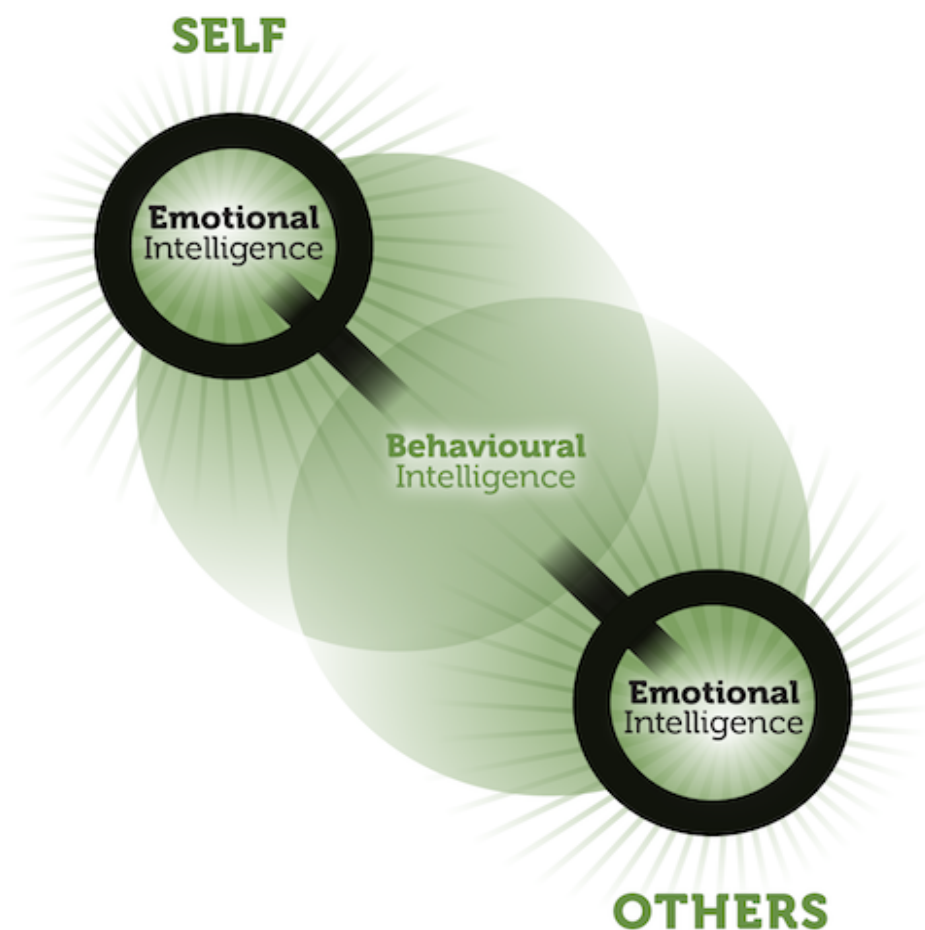 SELF
Emotional
Intelligence
Behavioural
Intelligence
Emotional
Intelligence
OTHERS